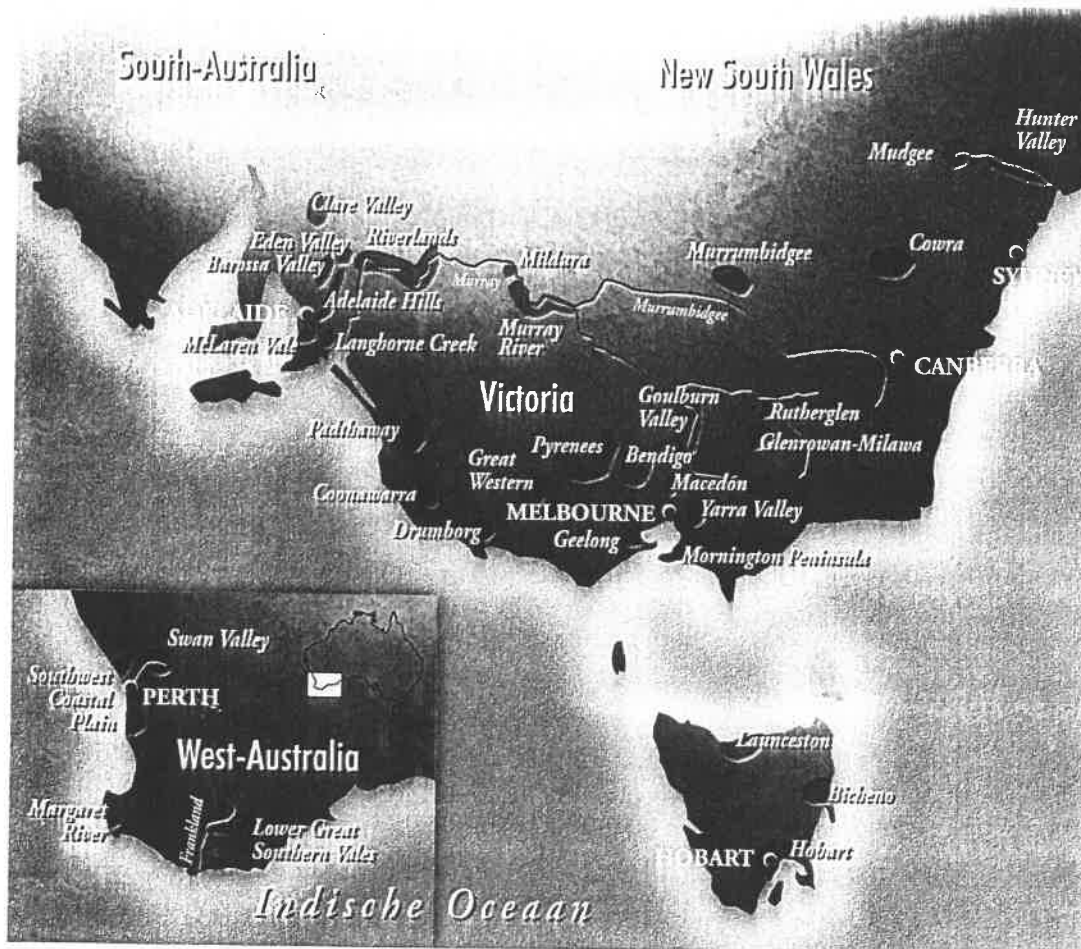 South-Australia
New South Wales
Hunter
Valley
Mudgee
Clare Valley
Eden Valley
Riverlands
Barossa Valley
Murray
Mildura
Murrumbidgee
Cowra
SYDNEY
Adelaide Hills
ADELAIDE
Murrumbidgee
Murray
River
McLaren Vale
Langhorne Creek
CANBERRA
Victoria
Goulburn
Valley
Rutherglen
Padthaway
Pyrenees
Bendigo
Glenrowan-Milawa
Great
Western
Macedón
Coonawarra
MELBOURNE
Yarra Valley
Drumborg
Geelong
Mornington Peninsula
Swan Valley
Southwest
Coastal
Plain
PERTH
West-Australia
Margaret
River
Frankland
Lower Great
Southern Vales
Launceston
Bicheno
HOBART
Hobart
Indische Oceaan